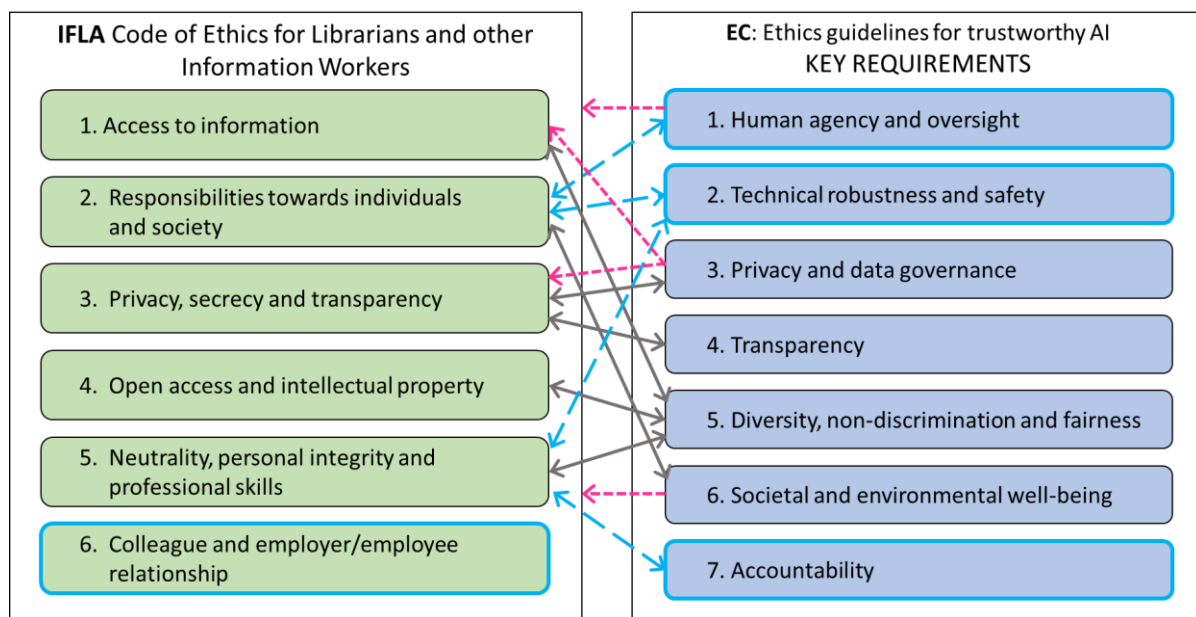 IFLA Code of Ethics for Librarians and other
Information Workers
1. Access to information
2. Responsibilities towards individuals
and society
3. Privacy, secrecy and transparency
4. Open access and intellectual property
5. Neutrality, personal integrity and
professional skills
6. Colleague and employer/employee
relationship
EC: Ethics guidelines for trustworthy AI
KEY REQUIREMENTS
1. Human agency and oversight
2. Technical robustness and safety
3. Privacy and data governance
4. Transparency
5. Diversity, non-discrimination and fairness
6. Societal and environmental well-being
7. Accountability